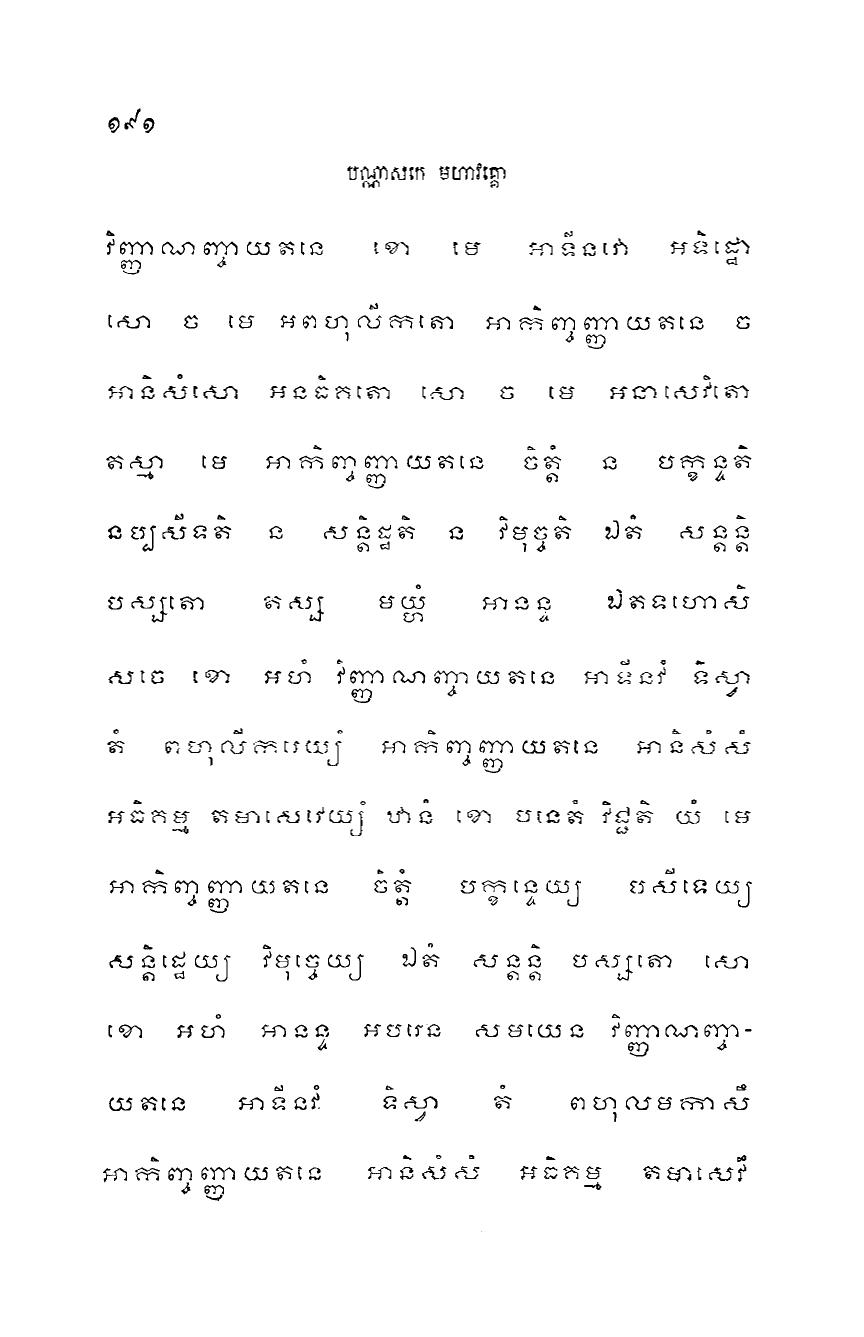 ១៩១
បណ្ណាសកេ មហាវគ្គោ
វិញ្ញាណញ្ចាយតនេ ខោ មេ អាទីនវោ អទិដ្ឋោ
សោ ច មេ អពហុលីកតោ អាកិញ្ចញ្ញាយតនេ ច
អានិសំសោ អនធិកតោ សោ ច មេ អនាសេវិតោ
តស្មា មេ អាកិញ្ចញ្ញាយតនេ ចិត្តំ ន បក្ខន្ទតិ
នប្បសីទតិ ន សន្តិដ្ឋតិ ន វិមុច្ចតិ ឯតំ សន្តន្តិ
បស្សតោ តស្ស មយ្ហំ អានន្ទ ឯតទហោសិ
សចេ ខោ អហំ វិញ្ញាណញ្ចាយតនេ អាទីនវំ ទិស្វា
តំ ពហុលីករេយ្យំ អាកិញ្ចញ្ញាយតនេ អានិសំសំ
អធិគម្ម តមាសេវេយ្យំ ឋានំ ខោ បនេតំ វិជ្ជតិ យំ មេ
អាកិញ្ចញ្ញាយតនេ ចិត្តំ បក្ខន្ទេយ្យ បសីទេយ្យ
សន្តិដ្ឋេយ្យ វិមុច្ចេយ្យ ឯតំ សន្តន្តិ បស្សតោ សោ
ខោ អហំ អានន្ទ អបរេន សមយេន វិញ្ញាណញ្ចា-
យតនេ អាទីនវំ ទិស្វា តំ ពហុលមកាសឹ
អាកិញ្ចញ្ញាយតនេ អានិសំសំ អធិគម្ម តមាសេវឹ